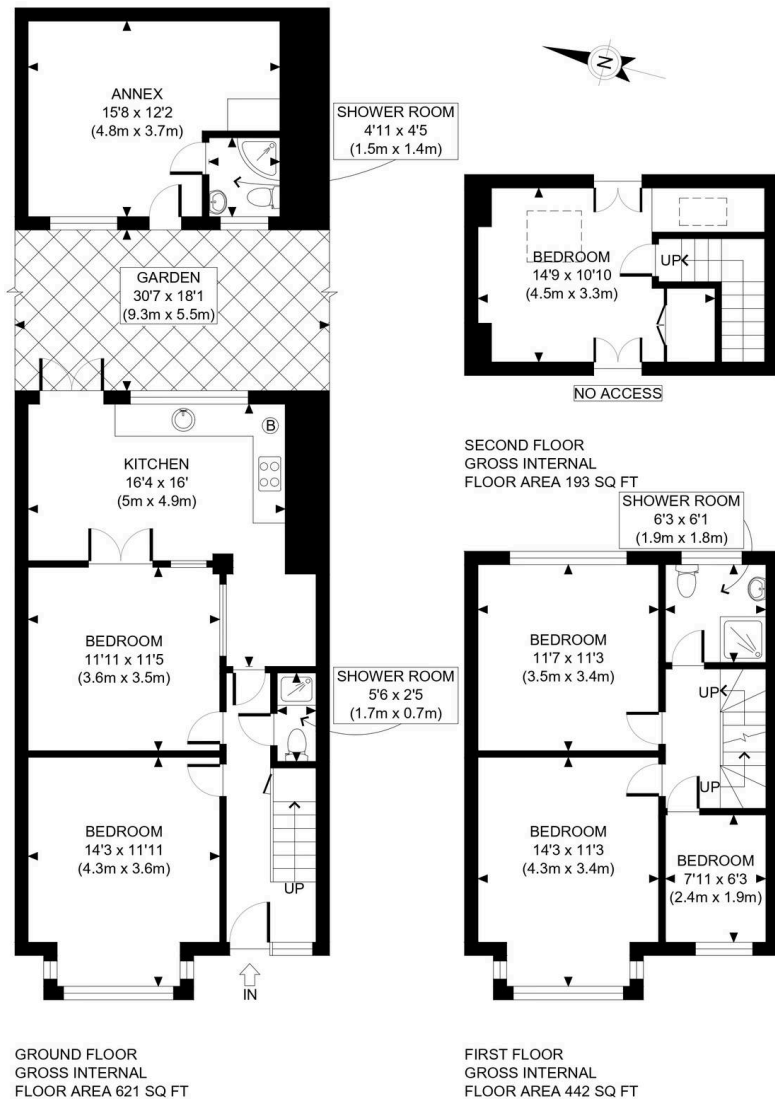 ANNEX
15'8 x 12'2
(4.8m x 3.7m)
SHOWER ROOM
4'11 x 4'5
(1.5m x 1.4m)
N
GARDEN
30'7 x 18'1
(9.3m x 5.5m)
BEDROOM
14'9 x 10'10
(4.5m x 3.3m)
UP
NO ACCESS
SECOND FLOOR
GROSS INTERNAL
FLOOR AREA 193 SQ FT
B
KITCHEN
16'4 x 16'
(5m x 4.9m)
SHOWER ROOM
6'3 x 6'1
(1.9m x 1.8m)
BEDROOM
11'11 x 11'5
(3.6m x 3.5m)
SHOWER ROOM
5'6 x 2'5
(1.7m x 0.7m)
BEDROOM
11'7 x 11'3
(3.5m x 3.4m)
UP
UP
BEDROOM
14'3 x 11'11
(4.3m x 3.6m)
UP
IN
BEDROOM
14'3 x 11'3
(4.3m x 3.4m)
BEDROOM
7'11 x 6'3
(2.4m x 1.9m)
GROUND FLOOR
GROSS INTERNAL
FLOOR AREA 621 SQ FT
FIRST FLOOR
GROSS INTERNAL
FLOOR AREA 442 SQ FT